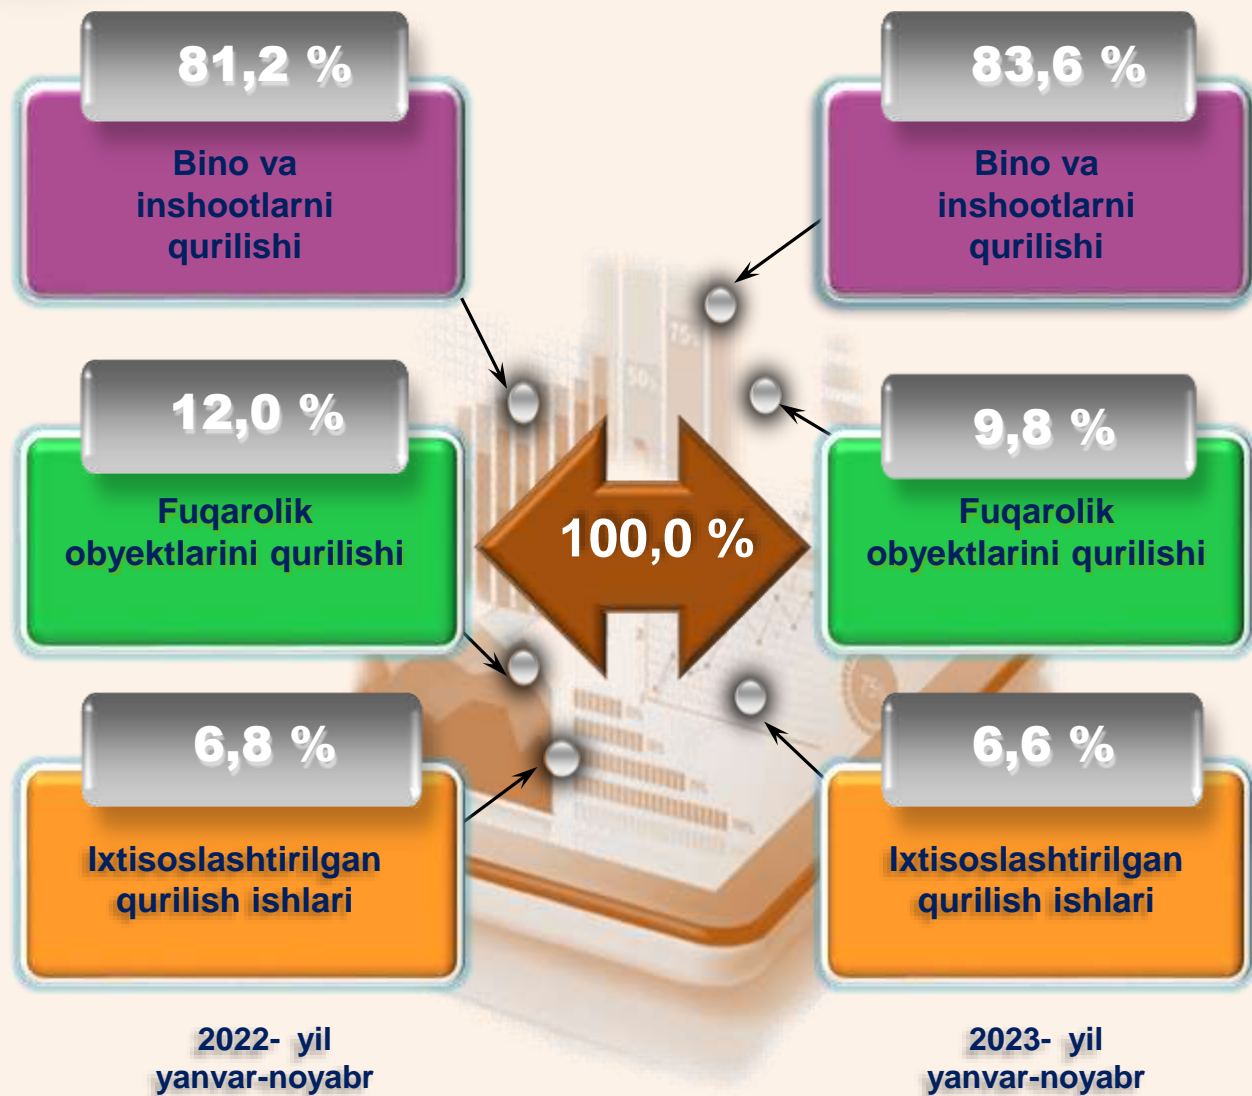 81,2 %
Bino va
inshootlarni
qurilishi
12,0 %
Fuqarolik
obyektlarini qurilishi
6,8 %
Ixtisoslashtirilgan
qurilish ishlari
2022- yil
yanvar-noyabr
100,0 %
50%
75%
83,6 %
Bino va
inshootlarni
qurilishi
9,8 %
Fuqarolik
obyektlarini qurilishi
6,6 %
Ixtisoslashtirilgan
qurilish ishlari
2023- yil
yanvar-noyabr